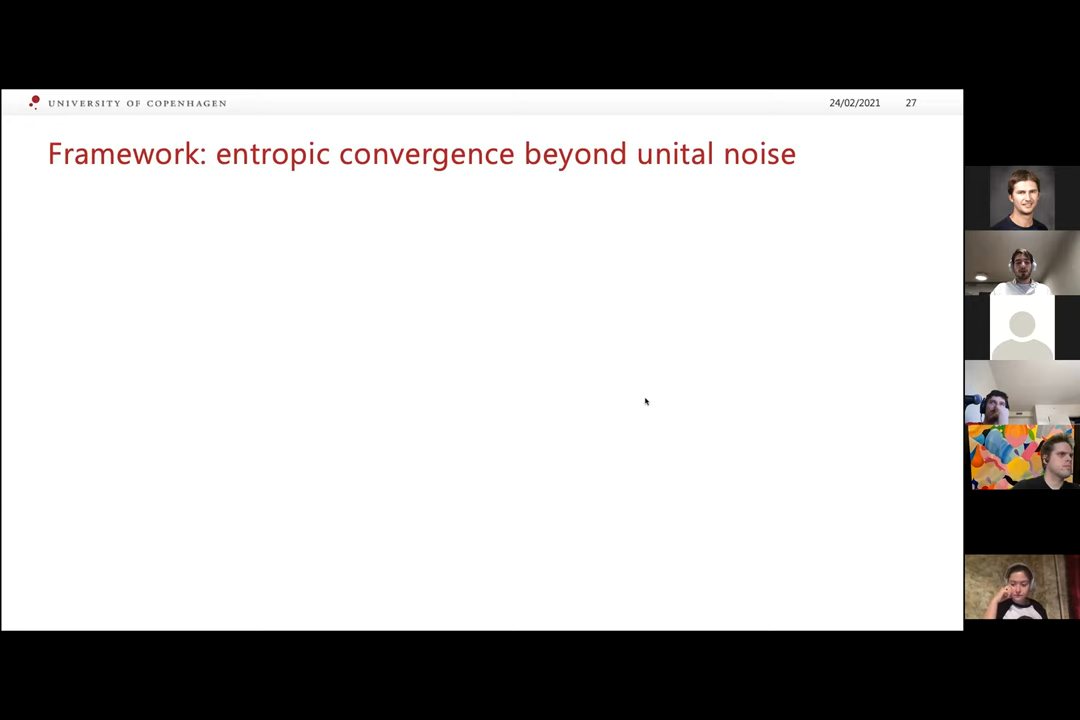 UNIVERSITY OF COPENHAGEN
24/02/2021 27
Framework: entropic convergence beyond unital noise